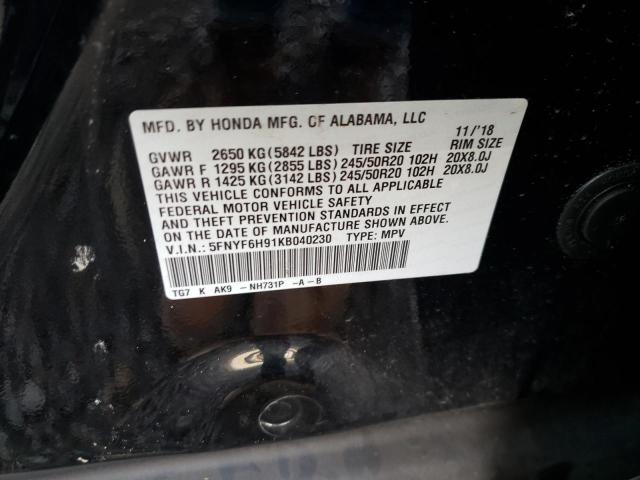 MFD. BY HONDA MFG. OF ALABAMA, LLC 11/'18
GVWR 2650 KG(5842 LBS) TIRE SIZE RIM SIZE
GAWR F 1295 KG(2855 LBS) 245/50R20 102H 20X8.0J
GAWR R 1425 KG(3142 LBS) 245/50R20 102H 20X8.0J
THIS VEHICLE CONFORMS TO ALL APPLICABLE
FEDERAL MOTOR VEHICLE SAFETY
AND THEFT PREVENTION STANDARDS IN EFFECT
ON THE DATE OF MANUFACTURE SHOWN ABOVE.
V.I.N.: 5FNYF6H91KB040230 TYPE: MPV
TG7 K AK9 -NH731P -A-B